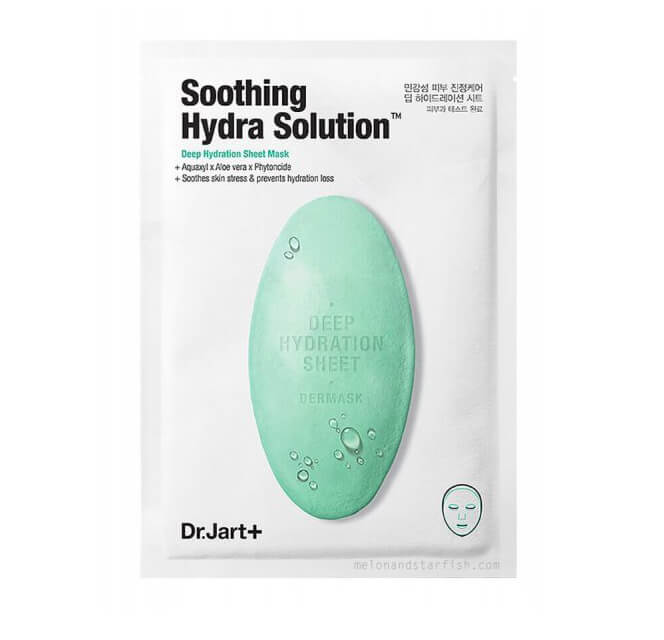 Soothing
Hydra Solution™
Deep Hydration Sheet Mask
+ Aquaxyl x Aloe vera x Phytoncide
+ Soothes skin stress & prevents hydration loss
민감성 피부 진정케어
딥 하이드레이션 시트
피부과 테스트 완료
DEEP
HYDRATION
SHEET
DERMASK
Dr.Jart+
melonandstarfish.com